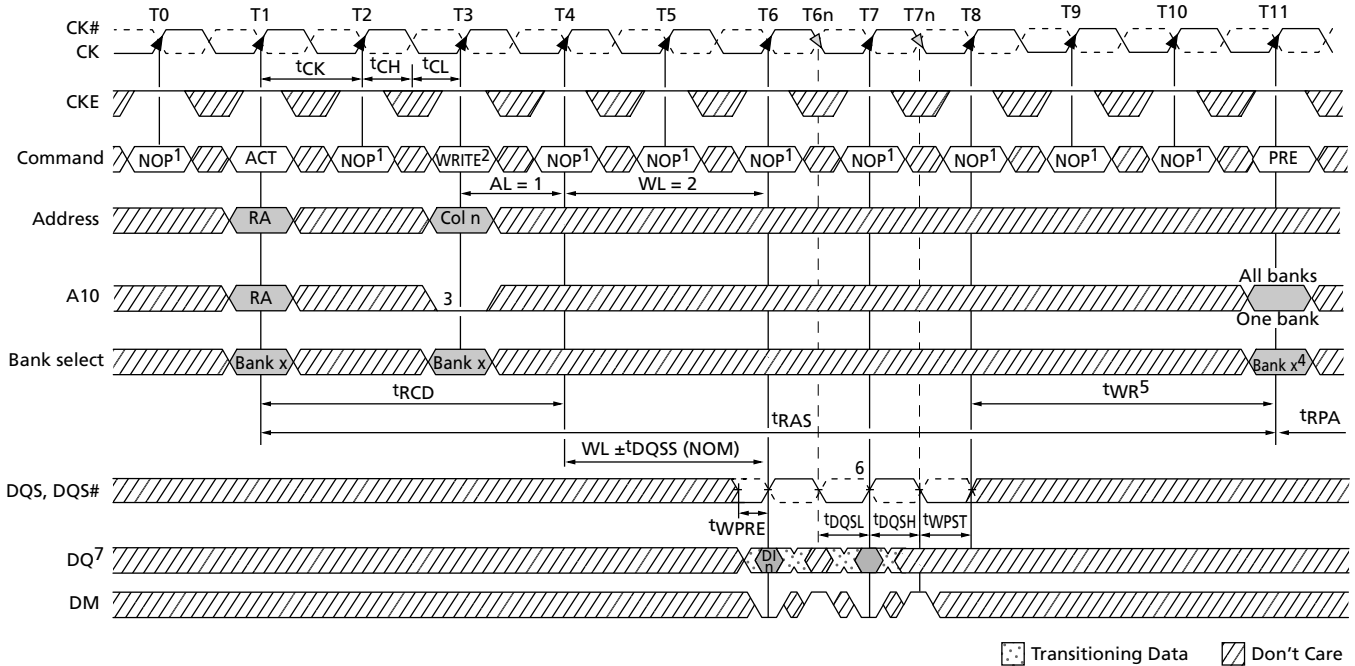 T0 T1 T2 T3 T4 T5 T6 T6n T7 T7n T8 T9 T10 T11
CK#
CK
tCK tCH tCL
CKE
Command NOP1 ACT NOP1 WRITE2 NOP1 NOP1 NOP1 NOP1 NOP1 NOP1 NOP1 PRE
AL = 1 WL = 2
Address RA Col n
All banks
A10 RA 3
One bank
Bank select Bank x Bank x Bank x4
tRCD tWR5
tRAS tRPA
WL ±tDQSS (NOM)
6
DQS, DQS#
tWPRE tDQSL tDQSH tWPST
DQ7 DI
n
DM
Transitioning Data Don't Care